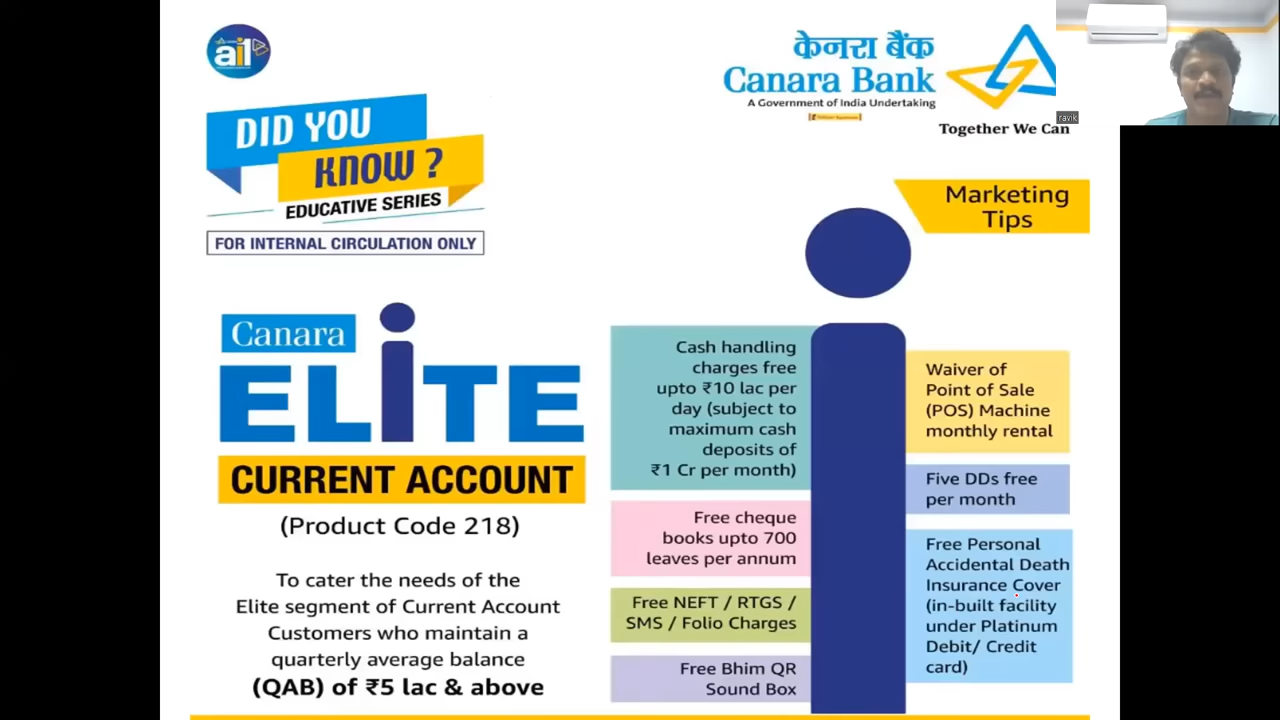 ail
DID YOU
KNOW ?
EDUCATIVE SERIES
FOR INTERNAL CIRCULATION ONLY
केनरा बैंक
Canara Bank
A Government of India Undertaking
Together We Can
ravik
Marketing
Tips
Canara
ELiTE
CURRENT ACCOUNT
(Product Code 218)
To cater the needs of the
Elite segment of Current Account
Customers who maintain a
quarterly average balance
(QAB) of ₹5 lac & above
Cash handling
charges free
upto ₹10 lac per
day (subject to
maximum cash
deposits of
₹1 Cr per month)
Free cheque
books upto 700
leaves per annum
Free NEFT / RTGS /
SMS / Folio Charges
Free Bhim QR
Sound Box
Waiver of
Point of Sale
(POS) Machine
monthly rental
Five DDs free
per month
Free Personal
Accidental Death
Insurance Cover
(in-built facility
under Platinum
Debit/ Credit
card)